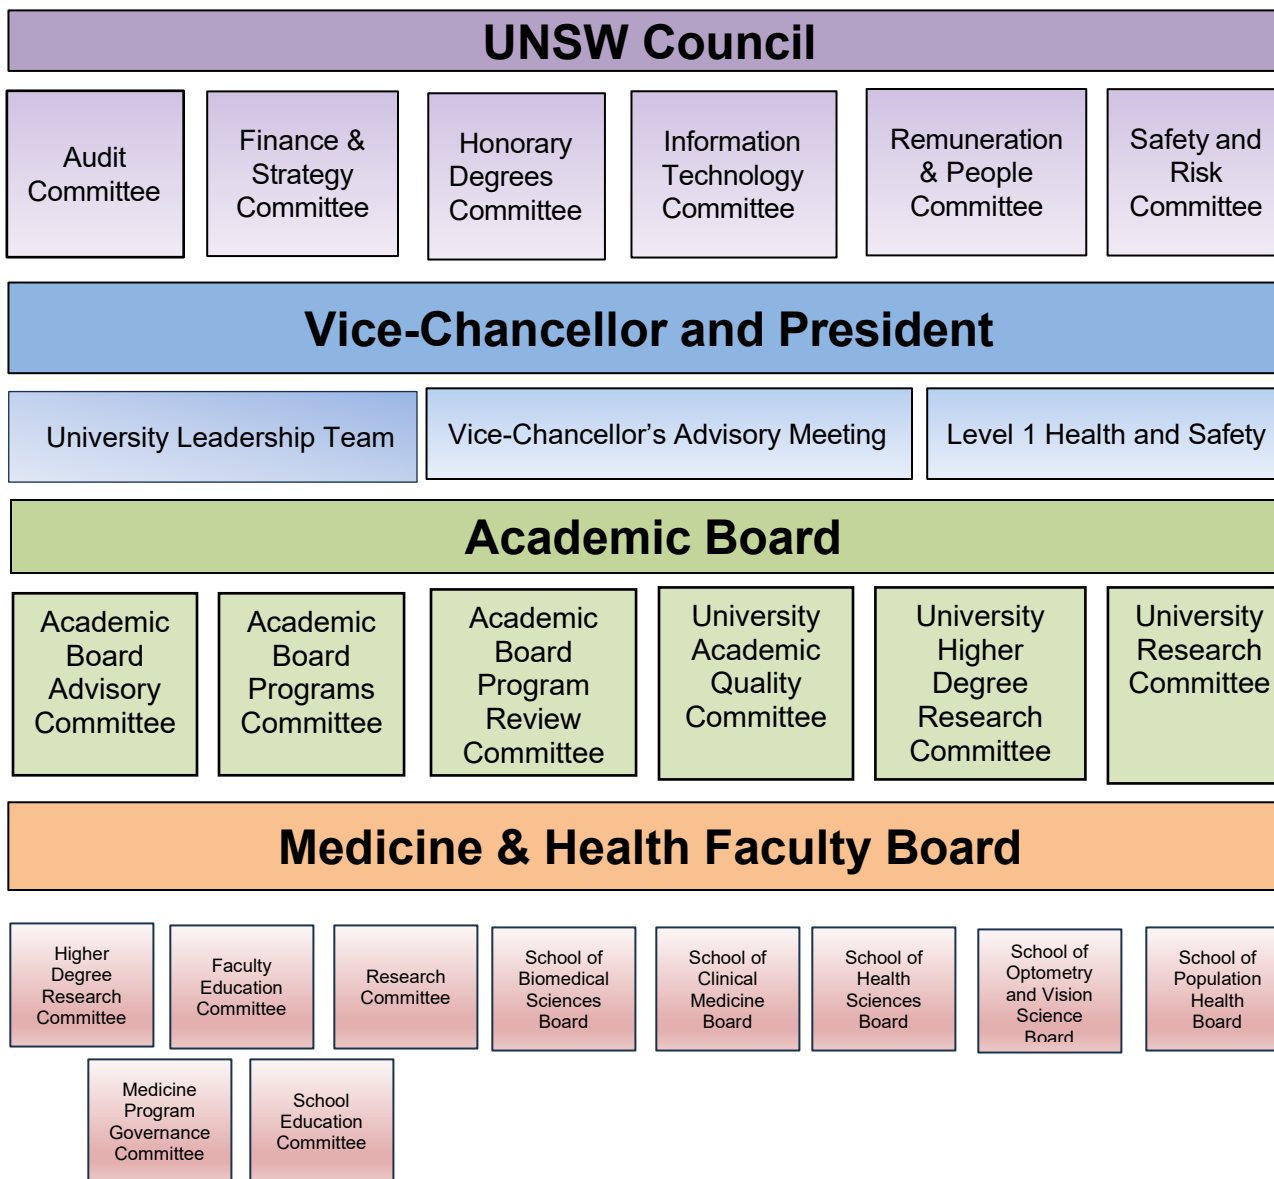 UNSW Council
Audit
Committee
Finance &
Strategy
Committee
Honorary
Degrees
Committee
Information
Technology
Committee
Remuneration
& People
Committee
Safety and
Risk
Committee
Vice-Chancellor and President
University Leadership Team
Vice-Chancellor’s Advisory Meeting
Level 1 Health and Safety
Academic Board
Academic
Board
Advisory
Committee
Academic
Board
Programs
Committee
Academic
Board
Program
Review
Committee
University
Academic
Quality
Committee
University
Higher
Degree
Research
Committee
University
Research
Committee
Medicine & Health Faculty Board
Higher
Degree
Research
Committee
Faculty
Education
Committee
Research
Committee
School of
Biomedical
Sciences
Board
School of
Clinical
Medicine
Board
School of
Health
Sciences
Board
School of
Optometry
and Vision
Science
Board
School of
Population
Health
Board
Medicine
Program
Governance
Committee
School
Education
Committee